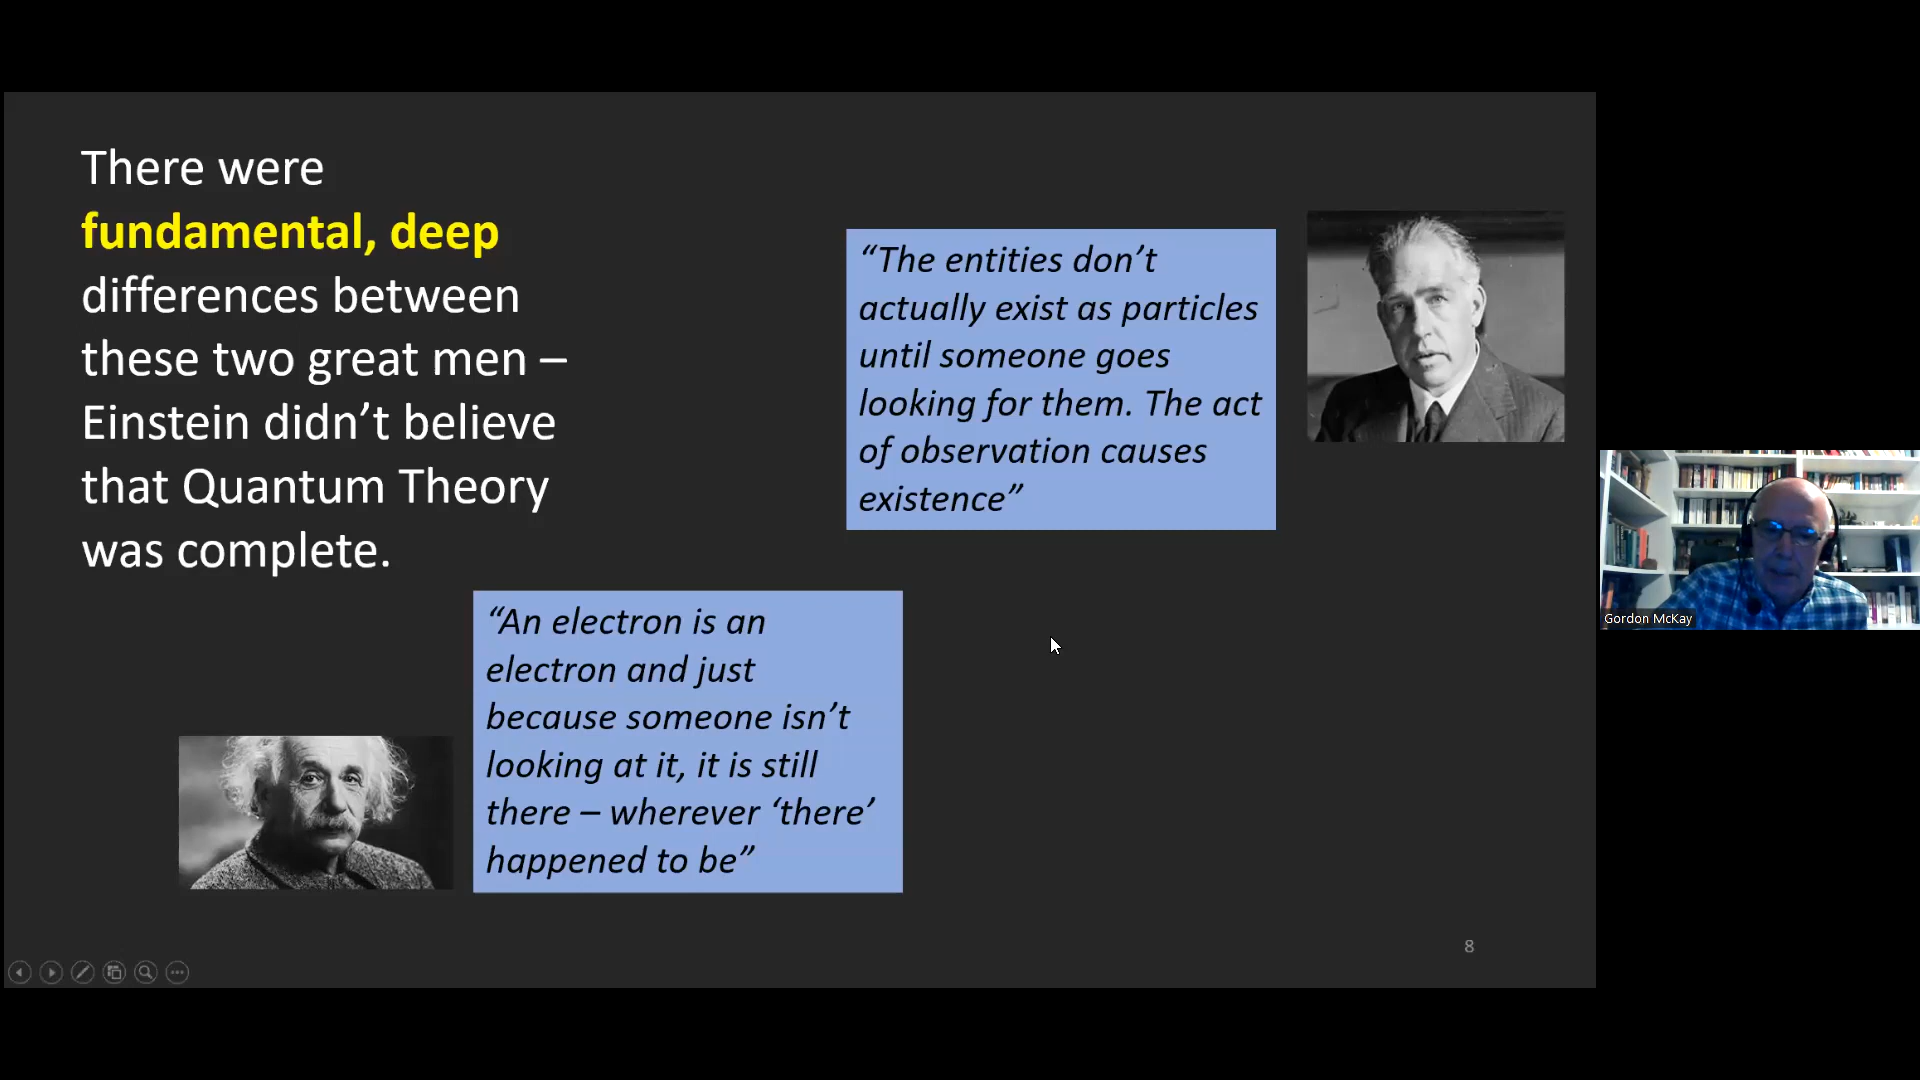 There were
fundamental, deep
differences between
these two great men –
Einstein didn’t believe
that Quantum Theory
was complete.
“The entities don’t
actually exist as particles
until someone goes
looking for them. The act
of observation causes
existence”
“An electron is an
electron and just
because someone isn’t
looking at it, it is still
there – wherever ‘there’
happened to be”
8
Gordon McKay